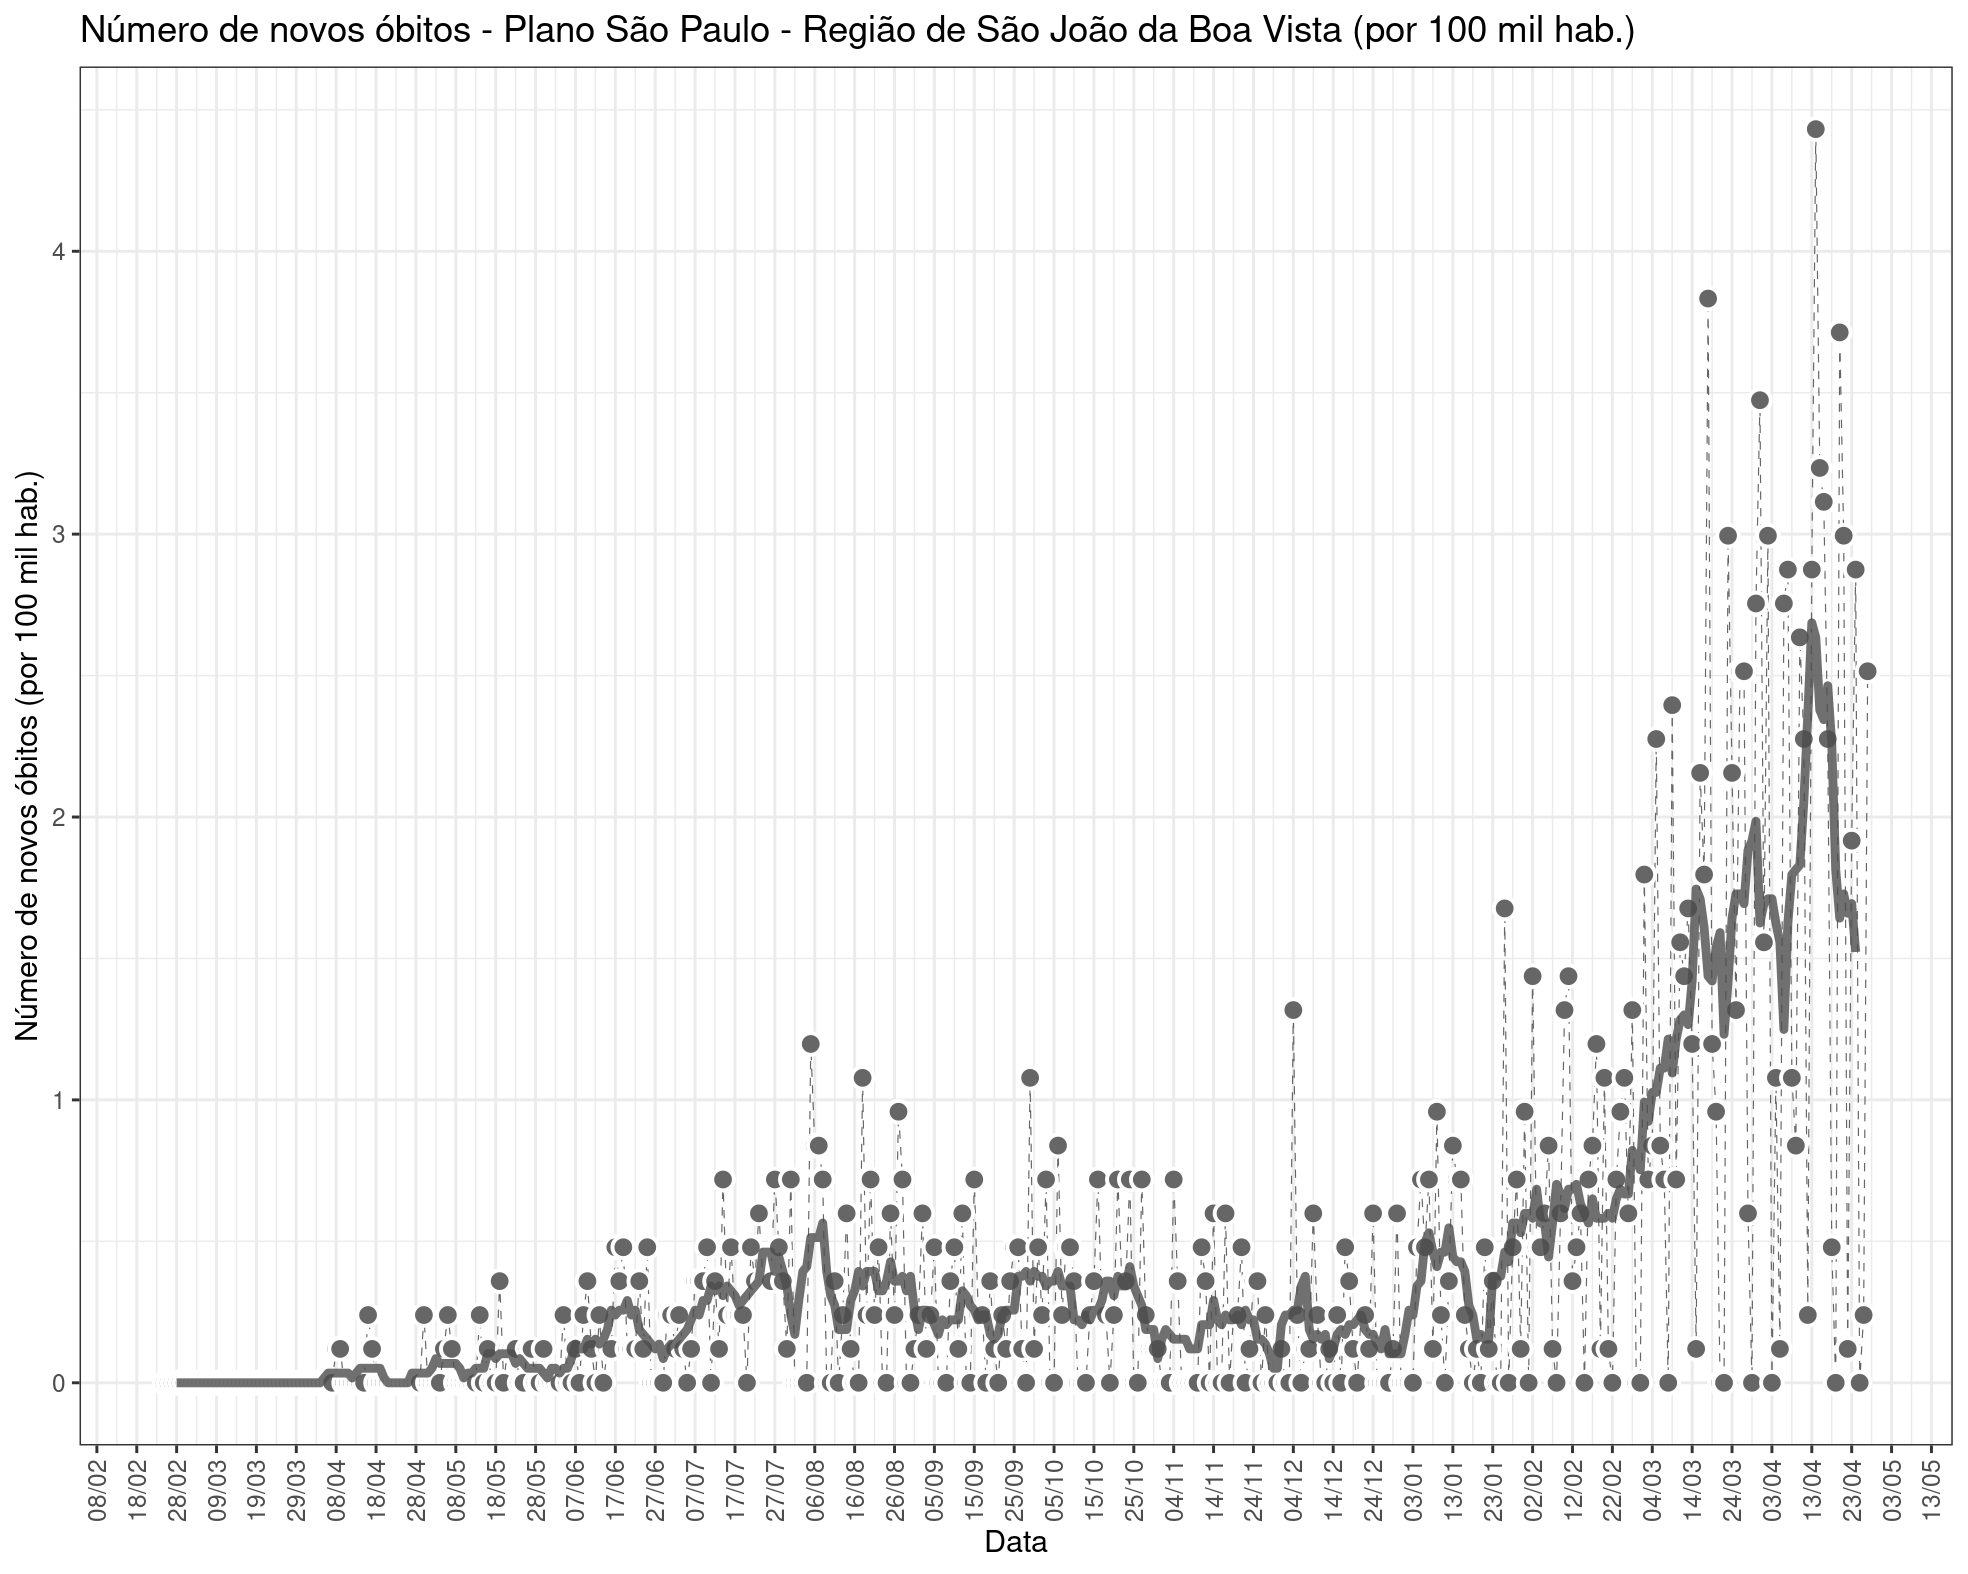 Número de novos óbitos - Plano São Paulo - Região de São João da Boa Vista (por 100 mil hab.)
Número de novos óbitos (por 100 mil hab.)
4
3
2
1
0
08/02 18/02 28/02 09/03 19/03 29/03 08/04 18/04 28/04 08/05 18/05 28/05 07/06 17/06 27/06 07/07 17/07 27/07 06/08 16/08 26/08 05/09 15/09 25/09 05/10 15/10 25/10 04/11 14/11 24/11 04/12 14/12 24/12 03/01 13/01 23/01 02/02 12/02 22/02 04/03 14/03 24/03 03/04 13/04 23/04 03/05 13/05
Data